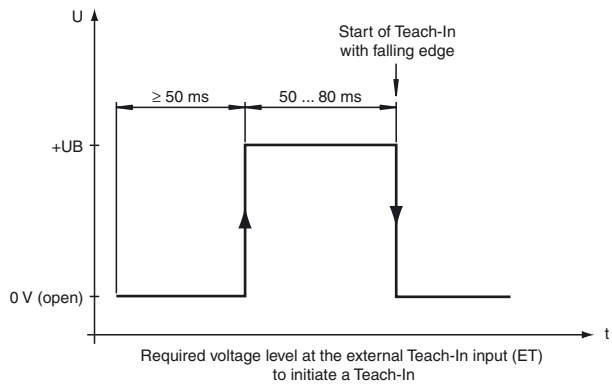 U
Start of Teach-In
with falling edge
≥ 50 ms
50 ... 80 ms
+UB
0 V (open)
t
Required voltage level at the external Teach-In input (ET)
to initiate a Teach-In